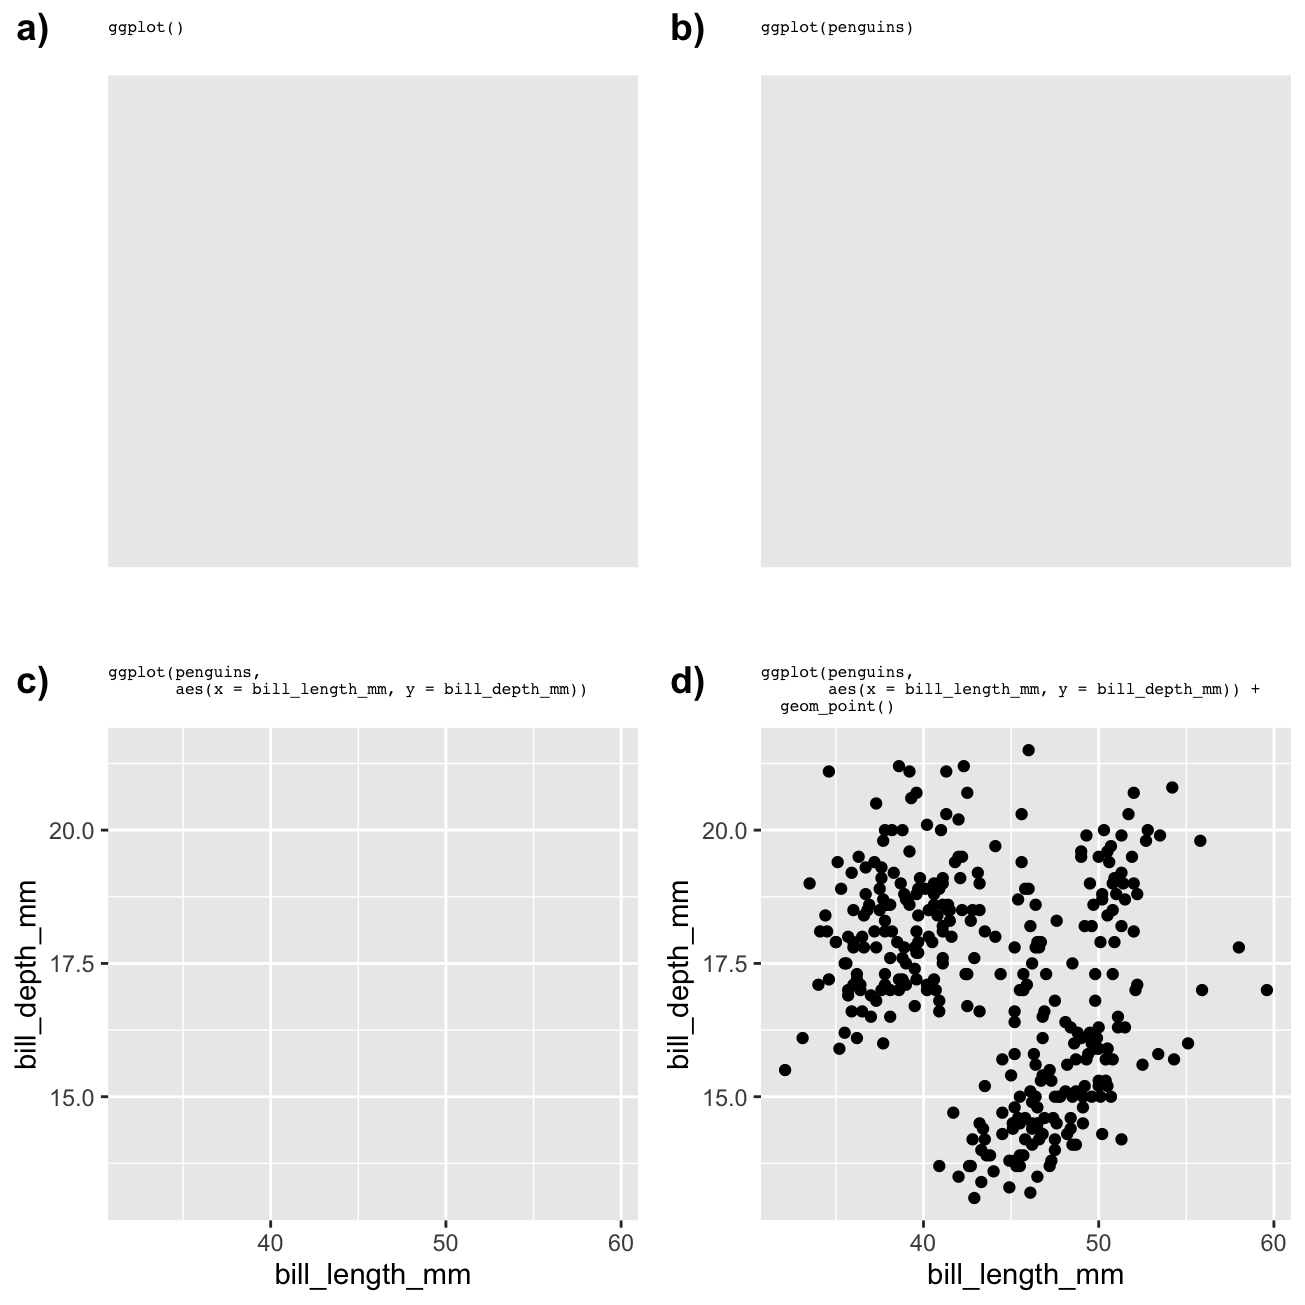 a)
ggplot()
b)
ggplot(penguins)
c)
ggplot(penguins,
       aes(x = bill_length_mm, y = bill_depth_mm))
bill_depth_mm
20.0
17.5
15.0
40 50 60
bill_length_mm
d)
ggplot(penguins,
       aes(x = bill_length_mm, y = bill_depth_mm)) +
  geom_point()
bill_depth_mm
20.0
17.5
15.0
40 50 60
bill_length_mm